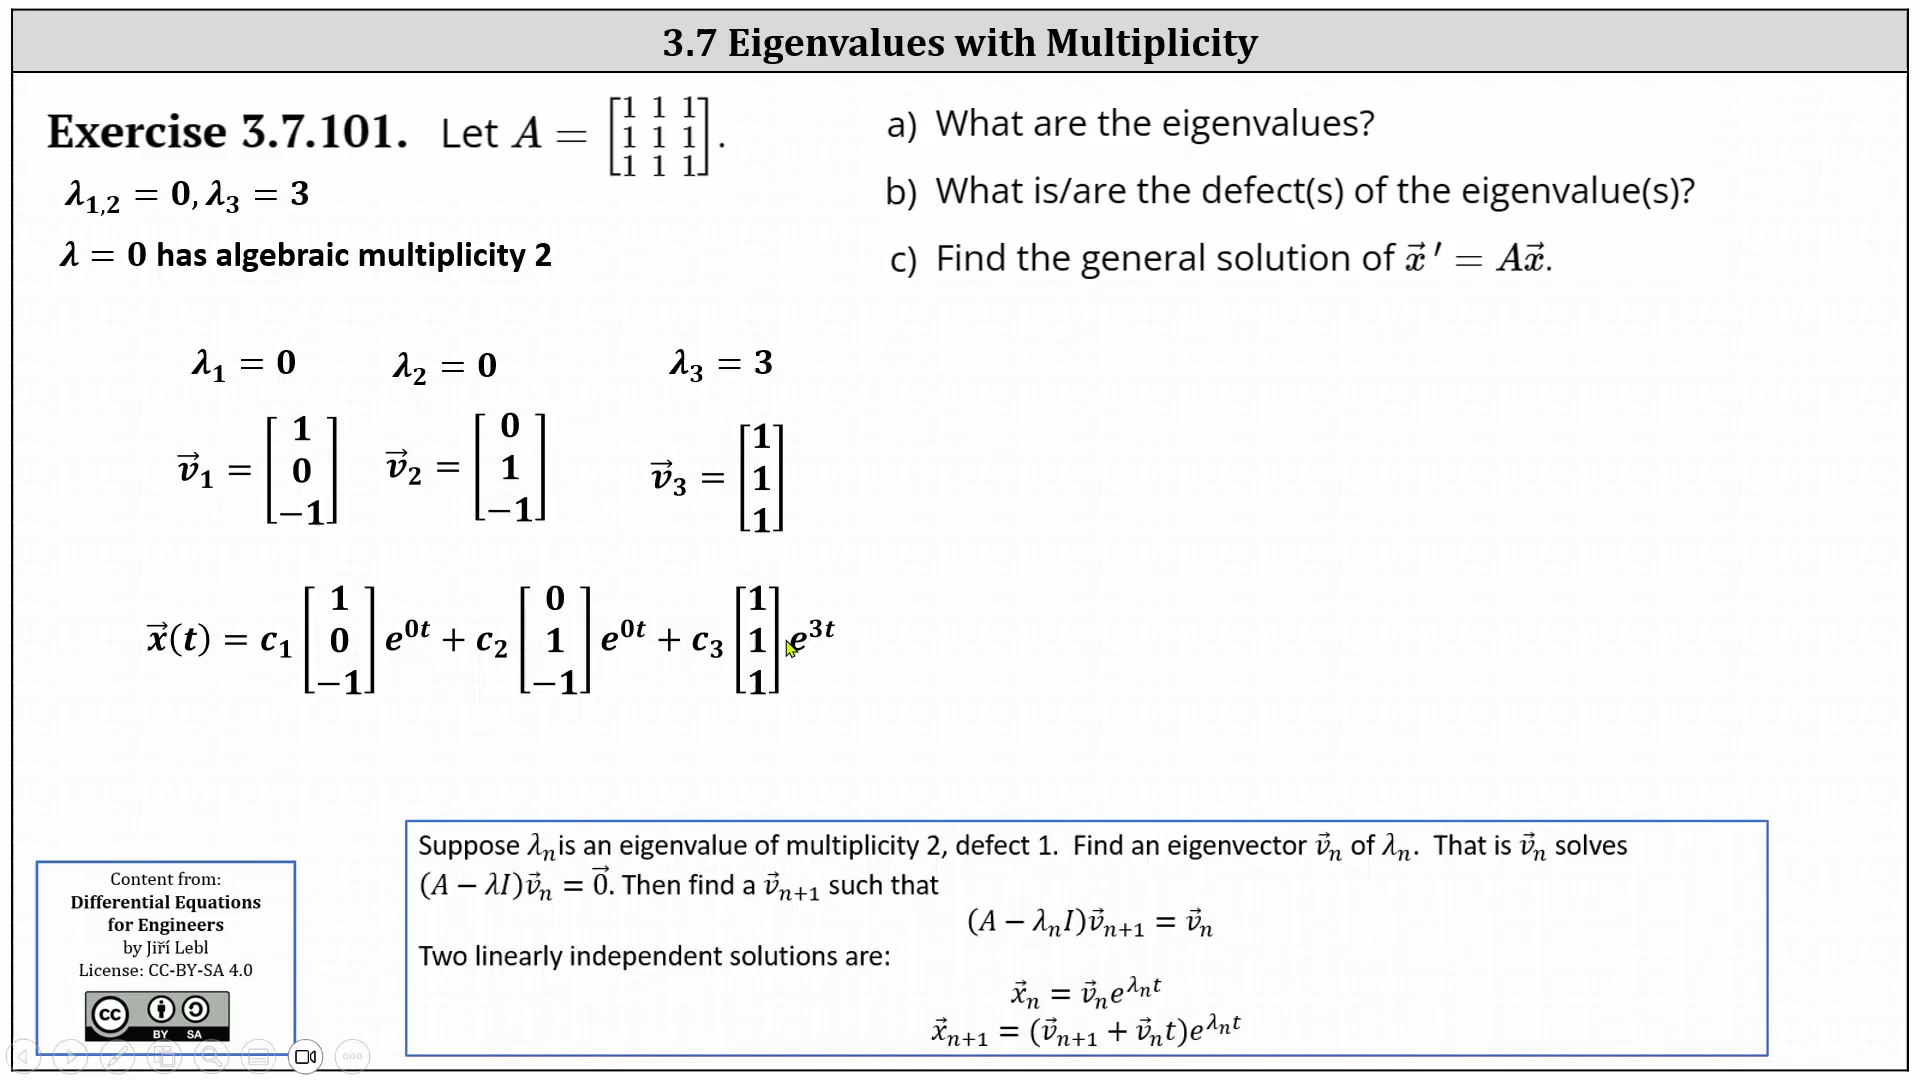 3.7 Eigenvalues with Multiplicity
Exercise 3.7.101. Let A = [1 1 1; 1 1 1; 1 1 1].
λ₁,₂ = 0, λ₃ = 3
λ = 0 has algebraic multiplicity 2
a) What are the eigenvalues?
b) What is/are the defect(s) of the eigenvalue(s)?
c) Find the general solution of x⃗ ′ = Ax⃗.
λ₁ = 0 λ₂ = 0 λ₃ = 3
v⃗₁ = [1; 0; −1] v⃗₂ = [0; 1; −1] v⃗₃ = [1; 1; 1]
x⃗(t) = c₁ [1; 0; −1] e^{0t} + c₂ [0; 1; −1] e^{0t} + c₃ [1; 1; 1] e^{3t}
Content from:
Differential Equations
for Engineers
by Jiří Lebl
License: CC-BY-SA 4.0
cc
BY SA
Suppose λₙ is an eigenvalue of multiplicity 2, defect 1. Find an eigenvector v⃗ₙ of λₙ. That is v⃗ₙ solves
(A − λI)v⃗ₙ = 0⃗. Then find a v⃗ₙ₊₁ such that
(A − λₙI)v⃗ₙ₊₁ = v⃗ₙ
Two linearly independent solutions are:
x⃗ₙ = v⃗ₙe^{λₙt}
x⃗ₙ₊₁ = (v⃗ₙ₊₁ + v⃗ₙt)e^{λₙt}